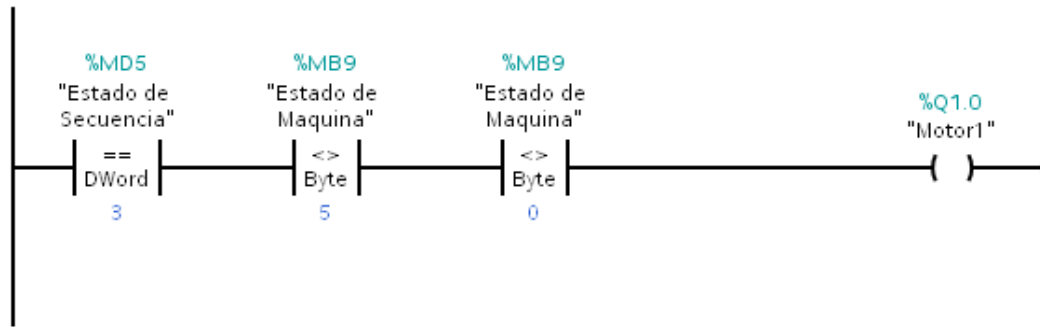 %MD5
"Estado de
Secuencia"
==
DWord
3
%MB9
"Estado de
Maquina"
<>
Byte
5
%MB9
"Estado de
Maquina"
<>
Byte
0
%Q1.0
"Motor1"
( )